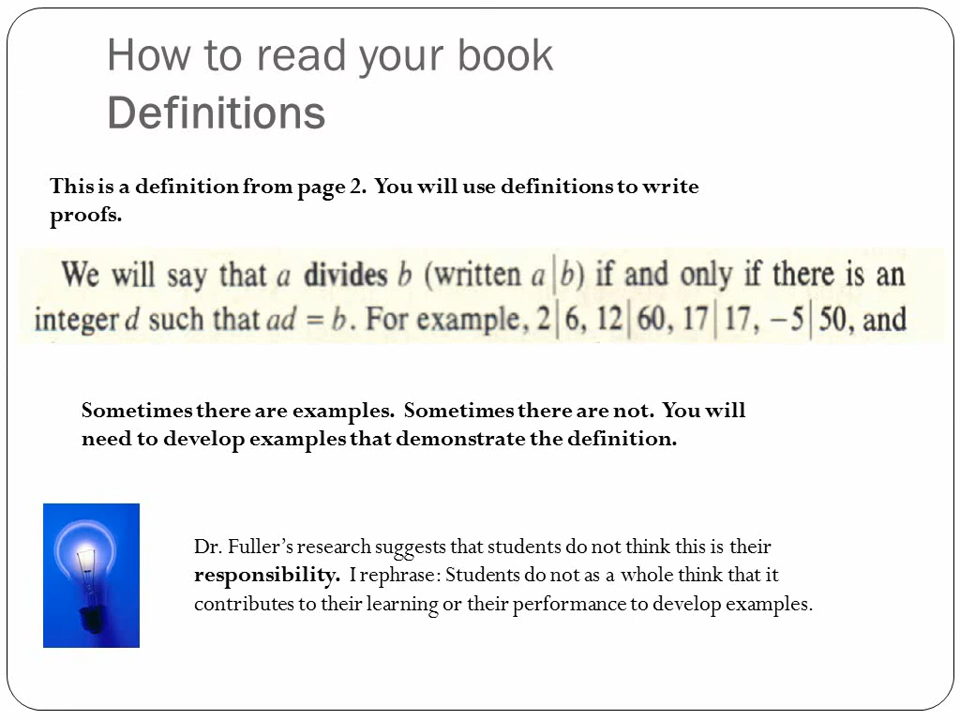 How to read your book
Definitions
This is a definition from page 2. You will use definitions to write
proofs.
We will say that a divides b (written a|b) if and only if there is an
integer d such that ad = b. For example, 2|6, 12|60, 17|17, −5|50, and
Sometimes there are examples. Sometimes there are not. You will
need to develop examples that demonstrate the definition.
Dr. Fuller’s research suggests that students do not think this is their
responsibility. I rephrase: Students do not as a whole think that it
contributes to their learning or their performance to develop examples.